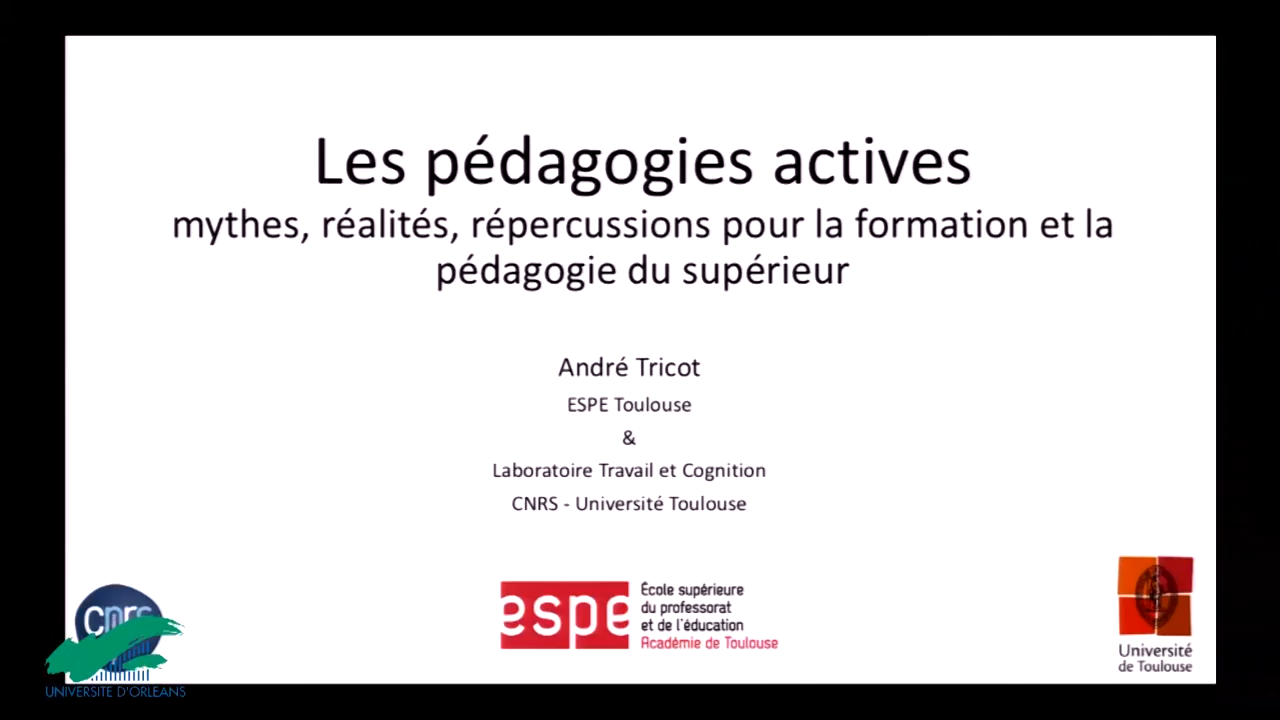 Les pédagogies actives
mythes, réalités, répercussions pour la formation et la
pédagogie du supérieur
André Tricot
ESPE Toulouse
&
Laboratoire Travail et Cognition
CNRS - Université Toulouse
cnrs
UNIVERSITE D'ORLEANS
espe
École supérieure
du professorat
et de l'éducation
Académie de Toulouse
Université
de Toulouse